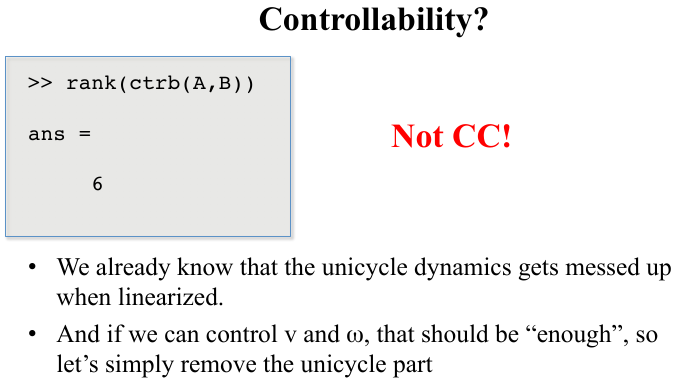 Controllability?
>> rank(ctrb(A,B))
ans =
6
Not CC!
• We already know that the unicycle dynamics gets messed up
when linearized.
• And if we can control v and ω, that should be “enough”, so
let’s simply remove the unicycle part